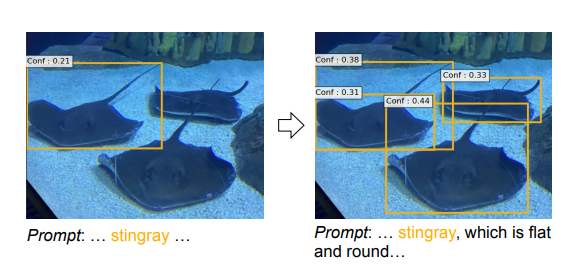 Conf : 0.21
Conf : 0.38
Conf : 0.33
Conf : 0.31
Conf : 0.44
Prompt: … stingray …
Prompt: … stingray, which is flat
and round…